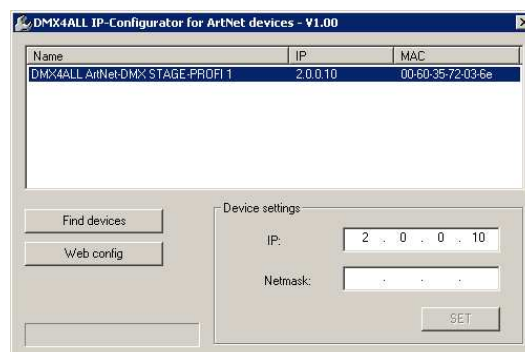 DMX4ALL IP-Configurator for ArtNet devices - V1.00
Name IP MAC
DMX4ALL ArtNet-DMX STAGE-PROFI 1 2.0.0.10 00-60-35-72-03-6e
Find devices
Web config
Device settings
IP: 2 . 0 . 0 . 10
Netmask: . . .
SET